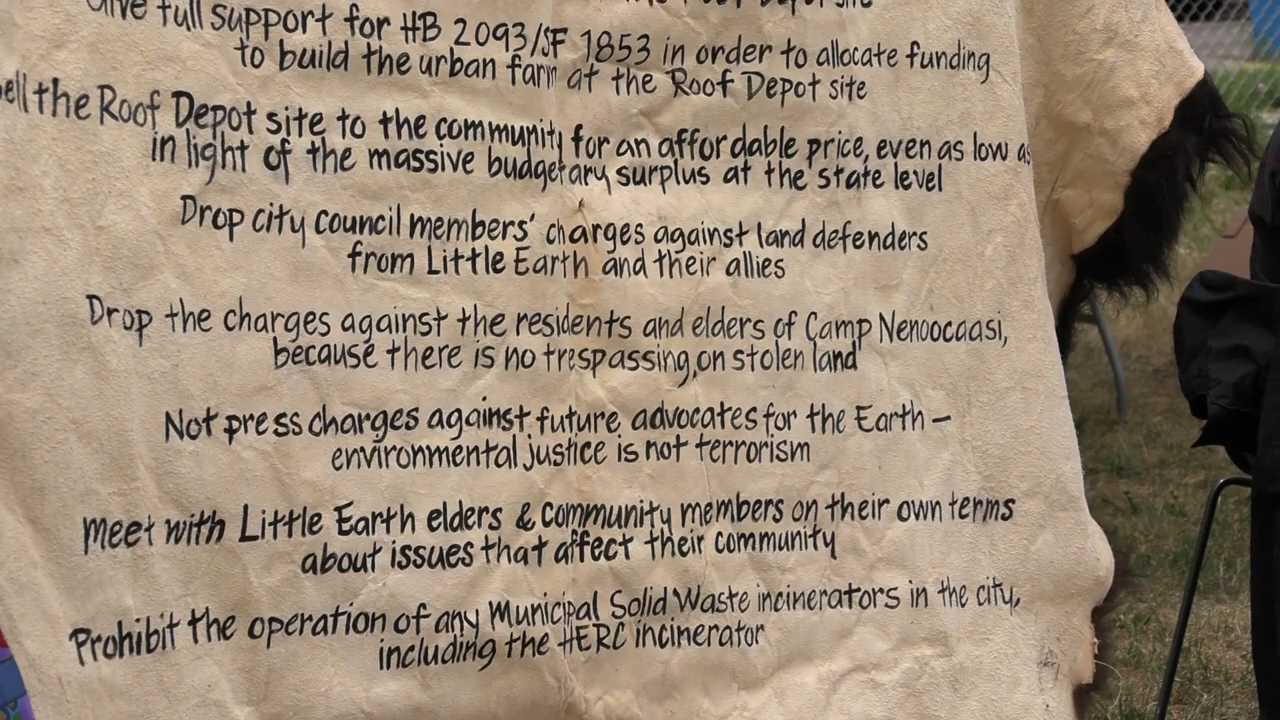 Roof Depot site
Give full support for HB 2093/SF 1853 in order to allocate funding
to build the urban farm at the Roof Depot site
sell the Roof Depot site to the community for an affordable price, even as low as
in light of the massive budgetary surplus at the state level
Drop city council members' charges against land defenders
from Little Earth and their allies
Drop the charges against the residents and elders of Camp Nenoocaasi,
because there is no trespassing on stolen land
Not press charges against future advocates for the Earth –
environmental justice is not terrorism
Meet with Little Earth elders & community members on their own terms
about issues that affect their community
Prohibit the operation of any Municipal Solid Waste incinerators in the city,
including the HERC incinerator